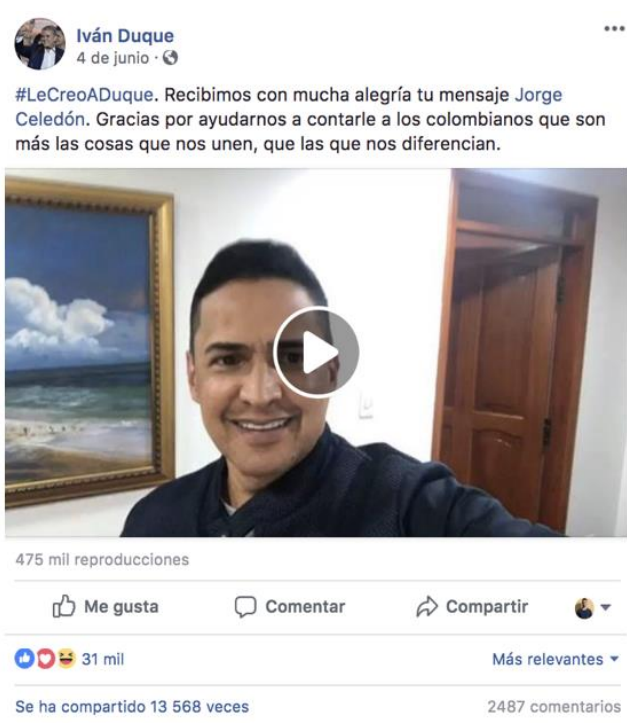 Iván Duque
4 de junio ·
#LeCreoADuque. Recibimos con mucha alegría tu mensaje Jorge
Celedón. Gracias por ayudarnos a contarle a los colombianos que son
más las cosas que nos unen, que las que nos diferencian.
475 mil reproducciones
Me gusta Comentar Compartir
31 mil Más relevantes
Se ha compartido 13 568 veces 2487 comentarios